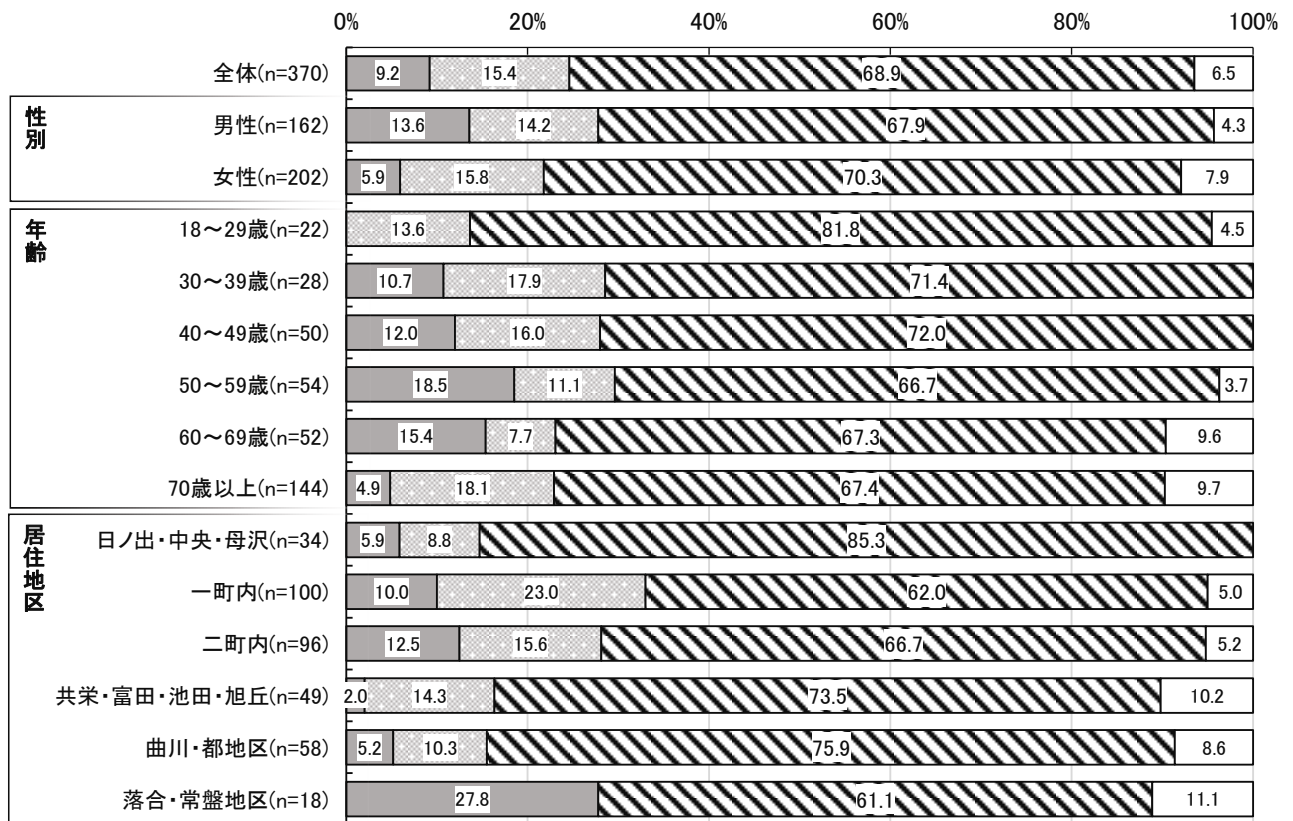 0% 20% 40% 60% 80% 100%
全体(n=370) 9.2 15.4 68.9 6.5
性別
男性(n=162) 13.6 14.2 67.9 4.3
女性(n=202) 5.9 15.8 70.3 7.9
年齢
18～29歳(n=22) 13.6 81.8 4.5
30～39歳(n=28) 10.7 17.9 71.4
40～49歳(n=50) 12.0 16.0 72.0
50～59歳(n=54) 18.5 11.1 66.7 3.7
60～69歳(n=52) 15.4 7.7 67.3 9.6
70歳以上(n=144) 4.9 18.1 67.4 9.7
居住地区
日ノ出・中央・母沢(n=34) 5.9 8.8 85.3
一町内(n=100) 10.0 23.0 62.0 5.0
二町内(n=96) 12.5 15.6 66.7 5.2
共栄・富田・池田・旭丘(n=49) 2.0 14.3 73.5 10.2
曲川・都地区(n=58) 5.2 10.3 75.9 8.6
落合・常盤地区(n=18) 27.8 61.1 11.1